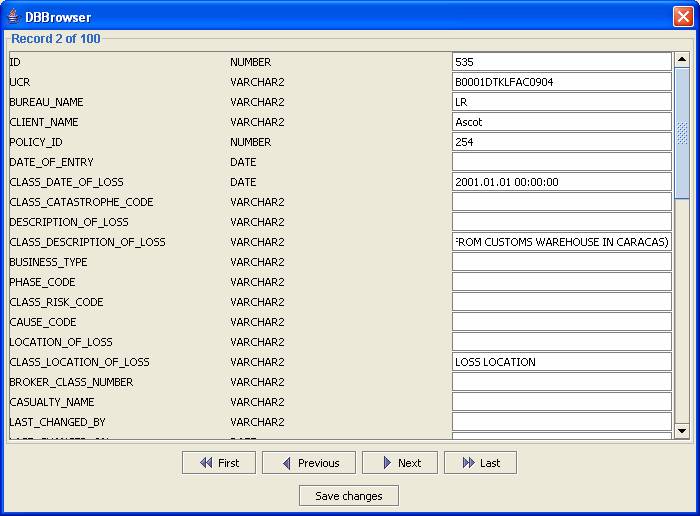 DBBrowser
Record 2 of 100
ID NUMBER 535
UCR VARCHAR2 B0001DTKLFAC0904
BUREAU_NAME VARCHAR2 LR
CLIENT_NAME VARCHAR2 Ascot
POLICY_ID NUMBER 254
DATE_OF_ENTRY DATE
CLASS_DATE_OF_LOSS DATE 2001.01.01 00:00:00
CLASS_CATASTROPHE_CODE VARCHAR2
DESCRIPTION_OF_LOSS VARCHAR2
CLASS_DESCRIPTION_OF_LOSS VARCHAR2 FROM CUSTOMS WAREHOUSE IN CARACAS)
BUSINESS_TYPE VARCHAR2
PHASE_CODE VARCHAR2
CLASS_RISK_CODE VARCHAR2
CAUSE_CODE VARCHAR2
LOCATION_OF_LOSS VARCHAR2
CLASS_LOCATION_OF_LOSS VARCHAR2 LOSS LOCATION
BROKER_CLASS_NUMBER VARCHAR2
CASUALTY_NAME VARCHAR2
LAST_CHANGED_BY VARCHAR2
First Previous Next Last
Save changes